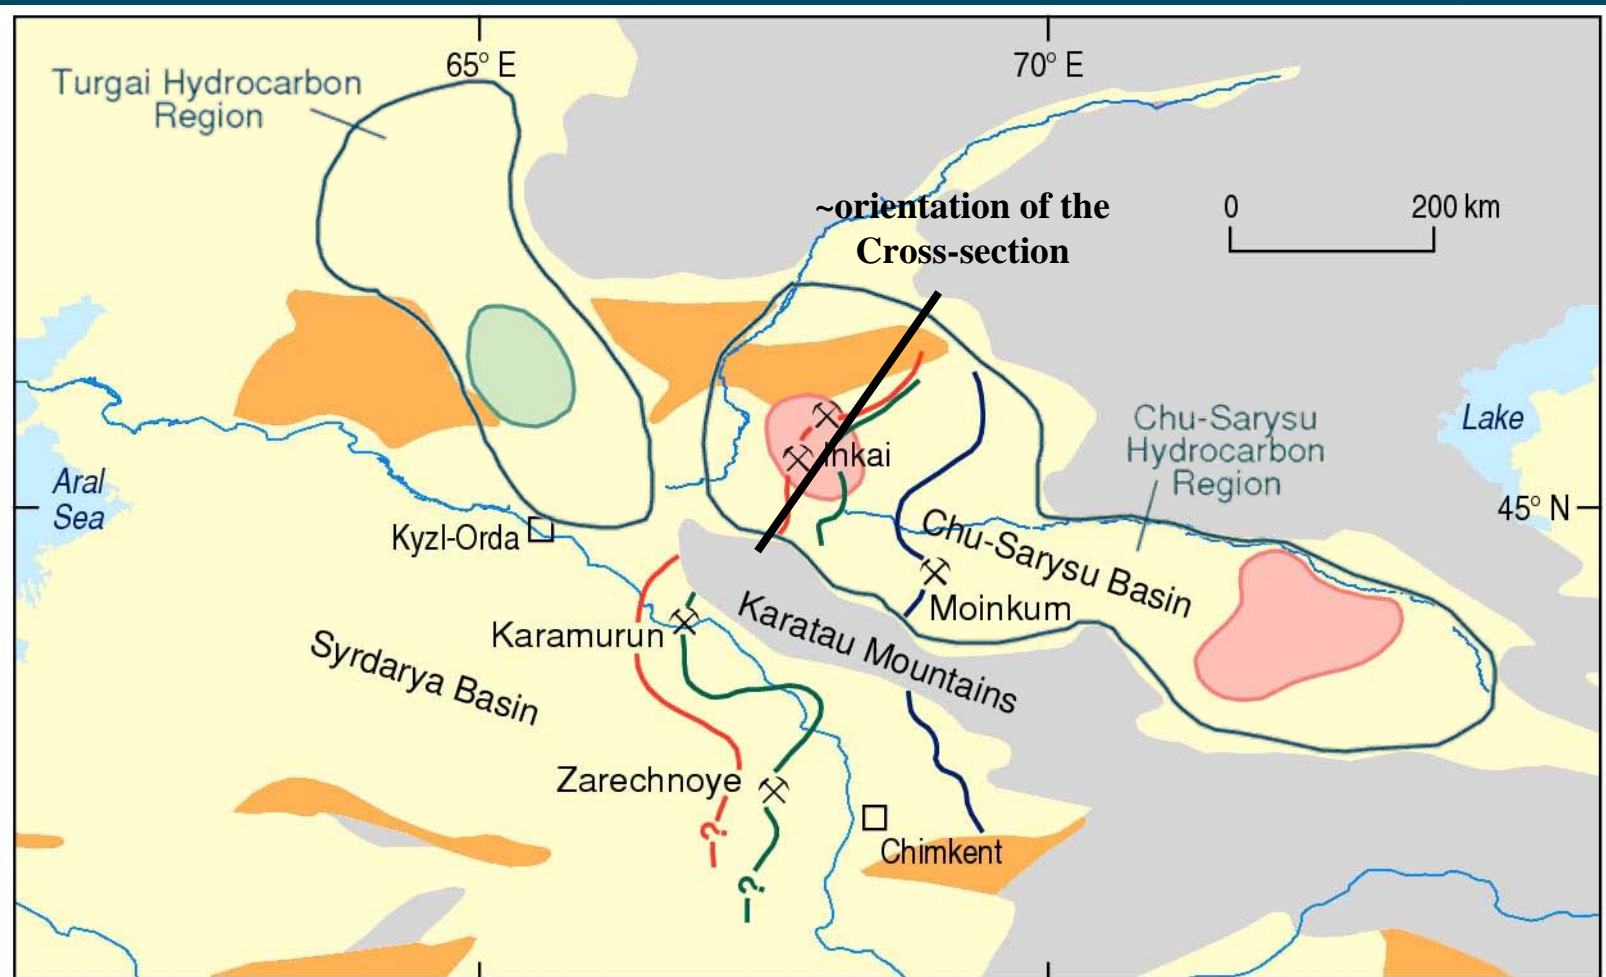 65° E
70° E
Turgai Hydrocarbon
Region
~orientation of the
Cross-section
0
200 km
Chu-Sarysu
Hydrocarbon
Region
Lake
Inkai
Aral
Sea
45° N
Kyzl-Orda
Chu-Sarysu Basin
Moinkum
Karatau Mountains
Karamurun
Syrdarya Basin
Zarechnoye
?
Chimkent
?